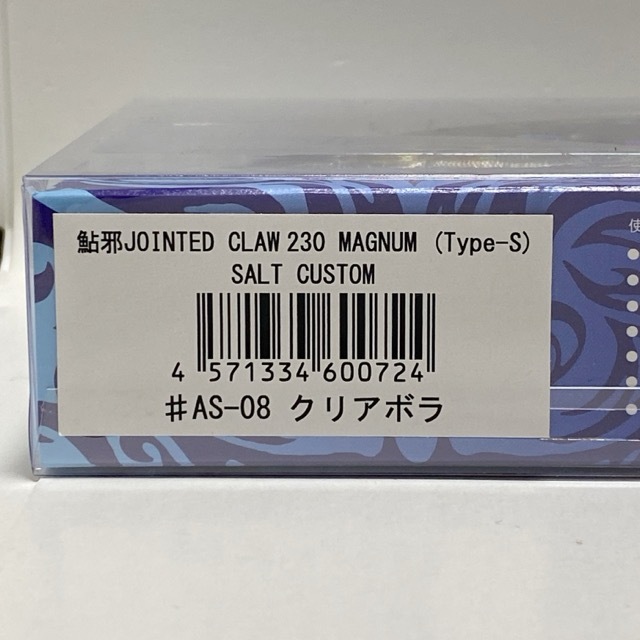 鮎邪JOINTED CLAW 230 MAGNUM (Type-S)
SALT CUSTOM
4 571334 600724
♯AS-08 クリアボラ
使